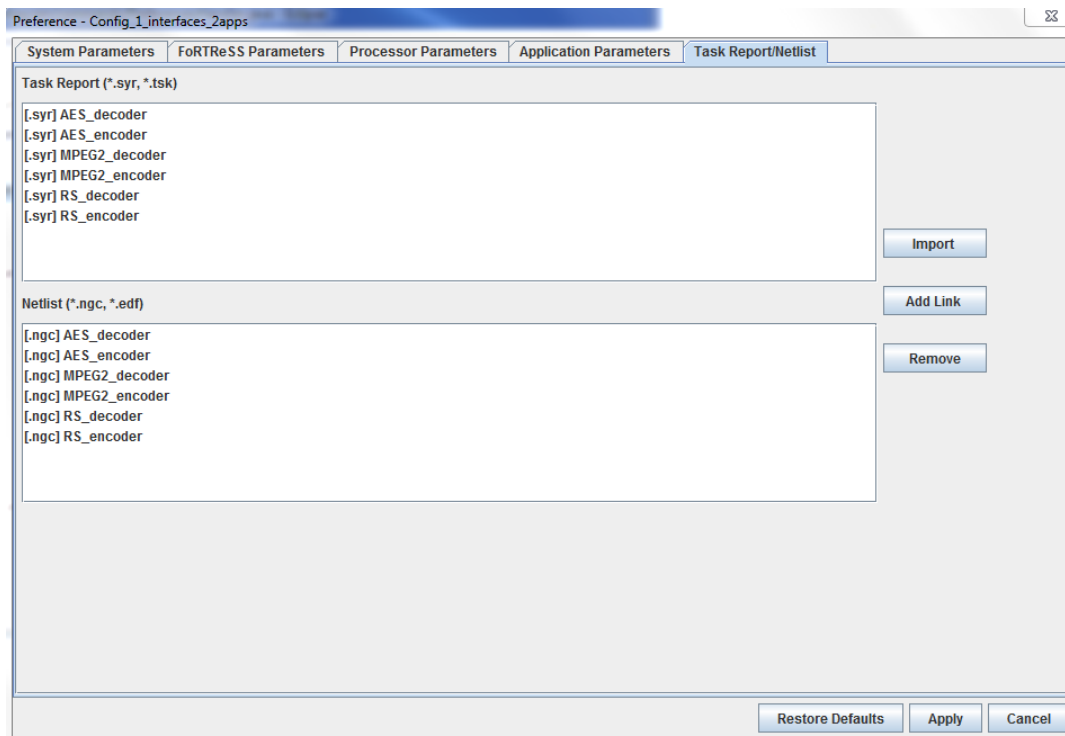 Preference - Config_1_interfaces_2apps
System Parameters FoRTReSS Parameters Processor Parameters Application Parameters Task Report/Netlist
Task Report (*.syr, *.tsk)
[.syr] AES_decoder
[.syr] AES_encoder
[.syr] MPEG2_decoder
[.syr] MPEG2_encoder
[.syr] RS_decoder
[.syr] RS_encoder
Import
Netlist (*.ngc, *.edf)
Add Link
[.ngc] AES_decoder
[.ngc] AES_encoder
Remove
[.ngc] MPEG2_decoder
[.ngc] MPEG2_encoder
[.ngc] RS_decoder
[.ngc] RS_encoder
Restore Defaults Apply Cancel